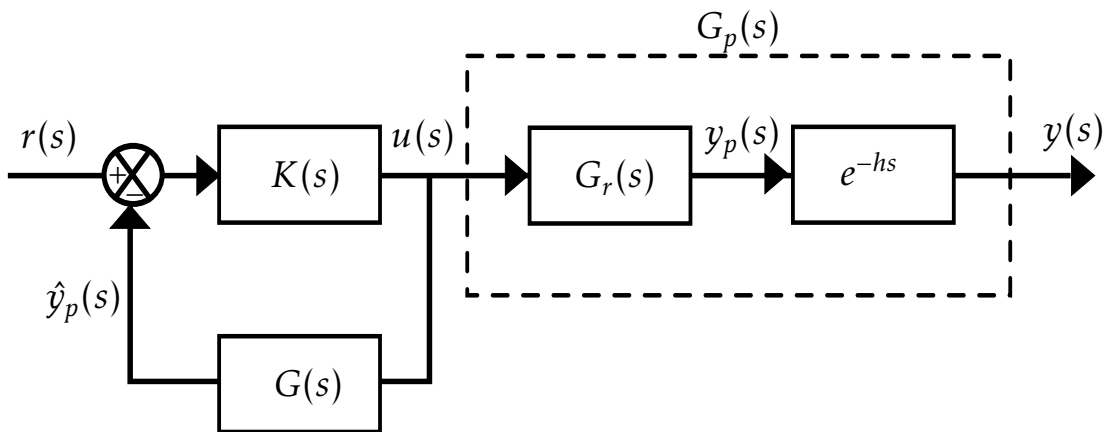 G_p(s)
r(s)
+
−
K(s)
u(s)
G_r(s)
y_p(s)
e^{-hs}
y(s)
ŷ_p(s)
G(s)